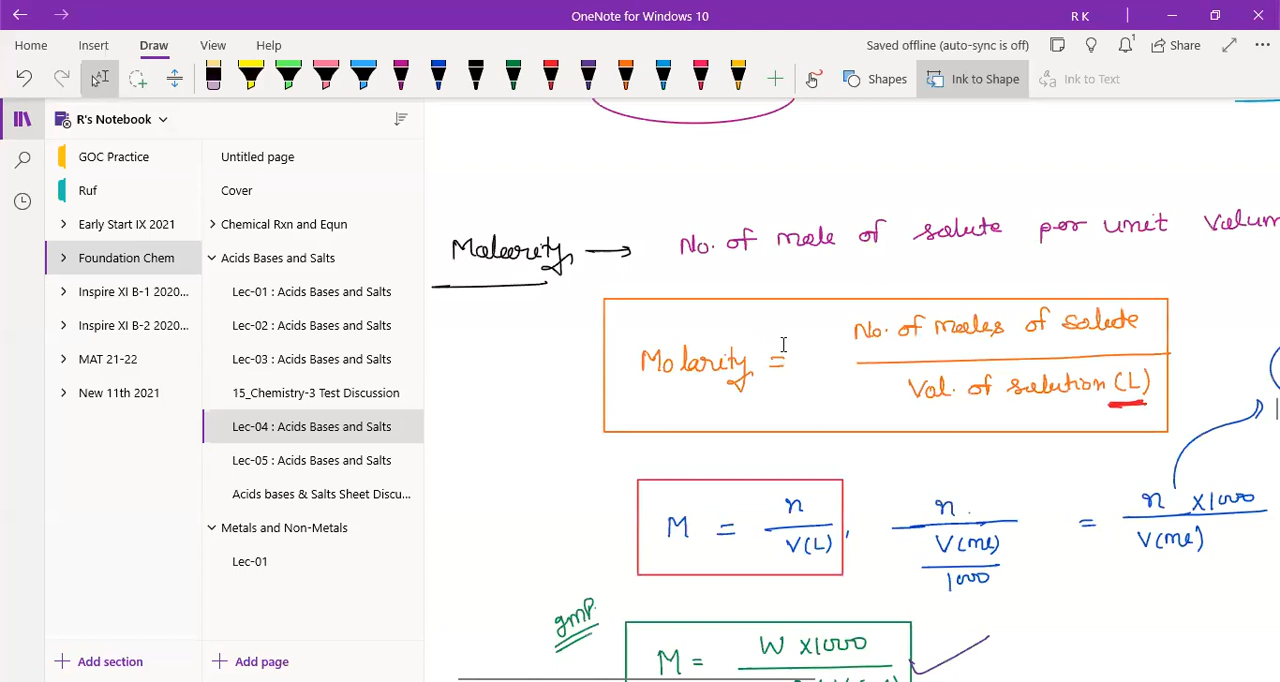 OneNote for Windows 10
R K
Home Insert Draw View Help
Saved offline (auto-sync is off)
Share
Shapes
Ink to Shape
Ink to Text
R's Notebook
GOC Practice
Ruf
Early Start IX 2021
Foundation Chem
Inspire XI B-1 2020...
Inspire XI B-2 2020...
MAT 21-22
New 11th 2021
Add section
Untitled page
Cover
Chemical Rxn and Equn
Acids Bases and Salts
Lec-01 : Acids Bases and Salts
Lec-02 : Acids Bases and Salts
Lec-03 : Acids Bases and Salts
15_Chemistry-3 Test Discussion
Lec-04 : Acids Bases and Salts
Lec-05 : Acids Bases and Salts
Acids bases & Salts Sheet Discu...
Metals and Non-Metals
Lec-01
Add page
Molarity → No. of mole of solute per unit Volum
Molarity = No. of moles of solute
Vol. of solution (L)
M = n / V(L), n / V(ml) / 1000 = n x1000 / V(ml)
gmp.
M = W x1000